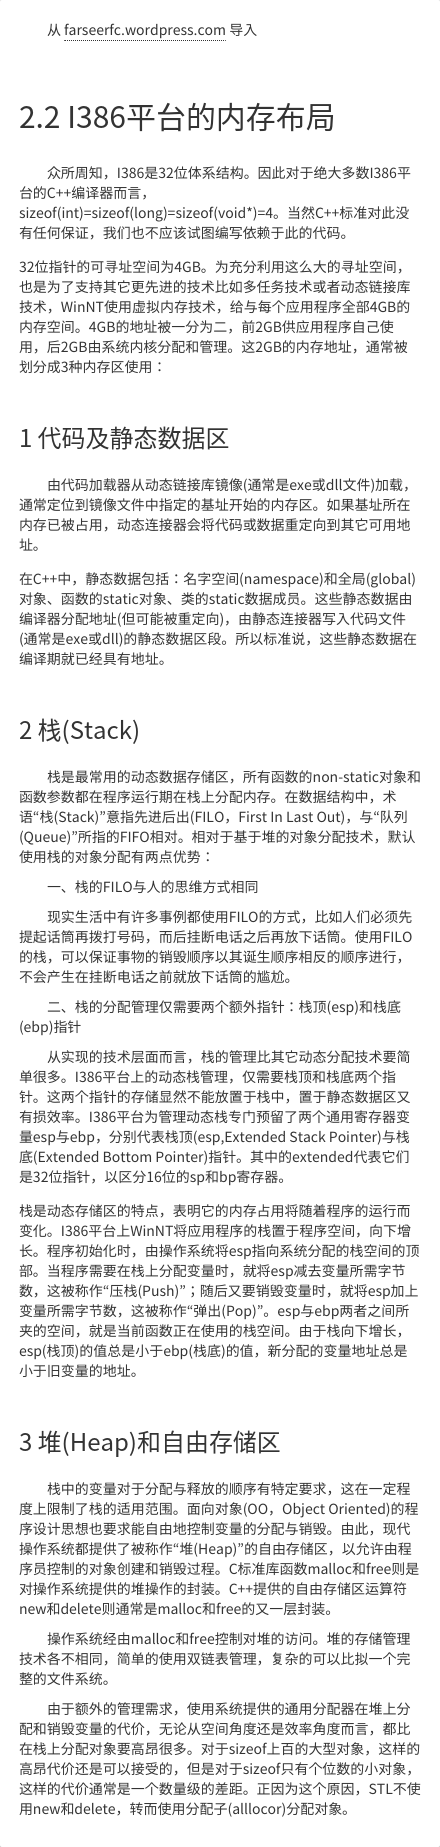 从 farseerfc.wordpress.com 导入
2.2 I386平台的内存布局
众所周知，I386是32位体系结构。因此对于绝大多数I386平
台的C++编译器而言，
sizeof(int)=sizeof(long)=sizeof(void*)=4。当然C++标准对此没
有任何保证，我们也不应该试图编写依赖于此的代码。
32位指针的可寻址空间为4GB。为充分利用这么大的寻址空间，
也是为了支持其它更先进的技术比如多任务技术或者动态链接库
技术，WinNT使用虚拟内存技术，给与每个应用程序全部4GB的
内存空间。4GB的地址被一分为二，前2GB供应用程序自己使
用，后2GB由系统内核分配和管理。这2GB的内存地址，通常被
划分成3种内存区使用：
1 代码及静态数据区
由代码加载器从动态链接库镜像(通常是exe或dll文件)加载，
通常定位到镜像文件中指定的基址开始的内存区。如果基址所在
内存已被占用，动态连接器会将代码或数据重定向到其它可用地
址。
在C++中，静态数据包括：名字空间(namespace)和全局(global)
对象、函数的static对象、类的static数据成员。这些静态数据由
编译器分配地址(但可能被重定向)，由静态连接器写入代码文件
(通常是exe或dll)的静态数据区段。所以标准说，这些静态数据在
编译期就已经具有地址。
2 栈(Stack)
栈是最常用的动态数据存储区，所有函数的non-static对象和
函数参数都在程序运行期在栈上分配内存。在数据结构中，术
语“栈(Stack)”意指先进后出(FILO，First In Last Out)，与“队列
(Queue)”所指的FIFO相对。相对于基于堆的对象分配技术，默认
使用栈的对象分配有两点优势：
一、栈的FILO与人的思维方式相同
现实生活中有许多事例都使用FILO的方式，比如人们必须先
提起话筒再拨打号码，而后挂断电话之后再放下话筒。使用FILO
的栈，可以保证事物的销毁顺序以其诞生顺序相反的顺序进行，
不会产生在挂断电话之前就放下话筒的尴尬。
二、栈的分配管理仅需要两个额外指针：栈顶(esp)和栈底
(ebp)指针
从实现的技术层面而言，栈的管理比其它动态分配技术要简
单很多。I386平台上的动态栈管理，仅需要栈顶和栈底两个指
针。这两个指针的存储显然不能放置于栈中，置于静态数据区又
有损效率。I386平台为管理动态栈专门预留了两个通用寄存器变
量esp与ebp，分别代表栈顶(esp,Extended Stack Pointer)与栈
底(Extended Bottom Pointer)指针。其中的extended代表它们
是32位指针，以区分16位的sp和bp寄存器。
栈是动态存储区的特点，表明它的内存占用将随着程序的运行而
变化。I386平台上WinNT将应用程序的栈置于程序空间，向下增
长。程序初始化时，由操作系统将esp指向系统分配的栈空间的顶
部。当程序需要在栈上分配变量时，就将esp减去变量所需字节
数，这被称作“压栈(Push)”；随后又要销毁变量时，就将esp加上
变量所需字节数，这被称作“弹出(Pop)”。esp与ebp两者之间所
夹的空间，就是当前函数正在使用的栈空间。由于栈向下增长，
esp(栈顶)的值总是小于ebp(栈底)的值，新分配的变量地址总是
小于旧变量的地址。
3 堆(Heap)和自由存储区
栈中的变量对于分配与释放的顺序有特定要求，这在一定程
度上限制了栈的适用范围。面向对象(OO，Object Oriented)的程
序设计思想也要求能自由地控制变量的分配与销毁。由此，现代
操作系统都提供了被称作“堆(Heap)”的自由存储区，以允许由程
序员控制的对象创建和销毁过程。C标准库函数malloc和free则是
对操作系统提供的堆操作的封装。C++提供的自由存储区运算符
new和delete则通常是malloc和free的又一层封装。
操作系统经由malloc和free控制对堆的访问。堆的存储管理
技术各不相同，简单的使用双链表管理，复杂的可以比拟一个完
整的文件系统。
由于额外的管理需求，使用系统提供的通用分配器在堆上分
配和销毁变量的代价，无论从空间角度还是效率角度而言，都比
在栈上分配对象要高昂很多。对于sizeof上百的大型对象，这样的
高昂代价还是可以接受的，但是对于sizeof只有个位数的小对象，
这样的代价通常是一个数量级的差距。正因为这个原因，STL不使
用new和delete，转而使用分配子(alllocor)分配对象。